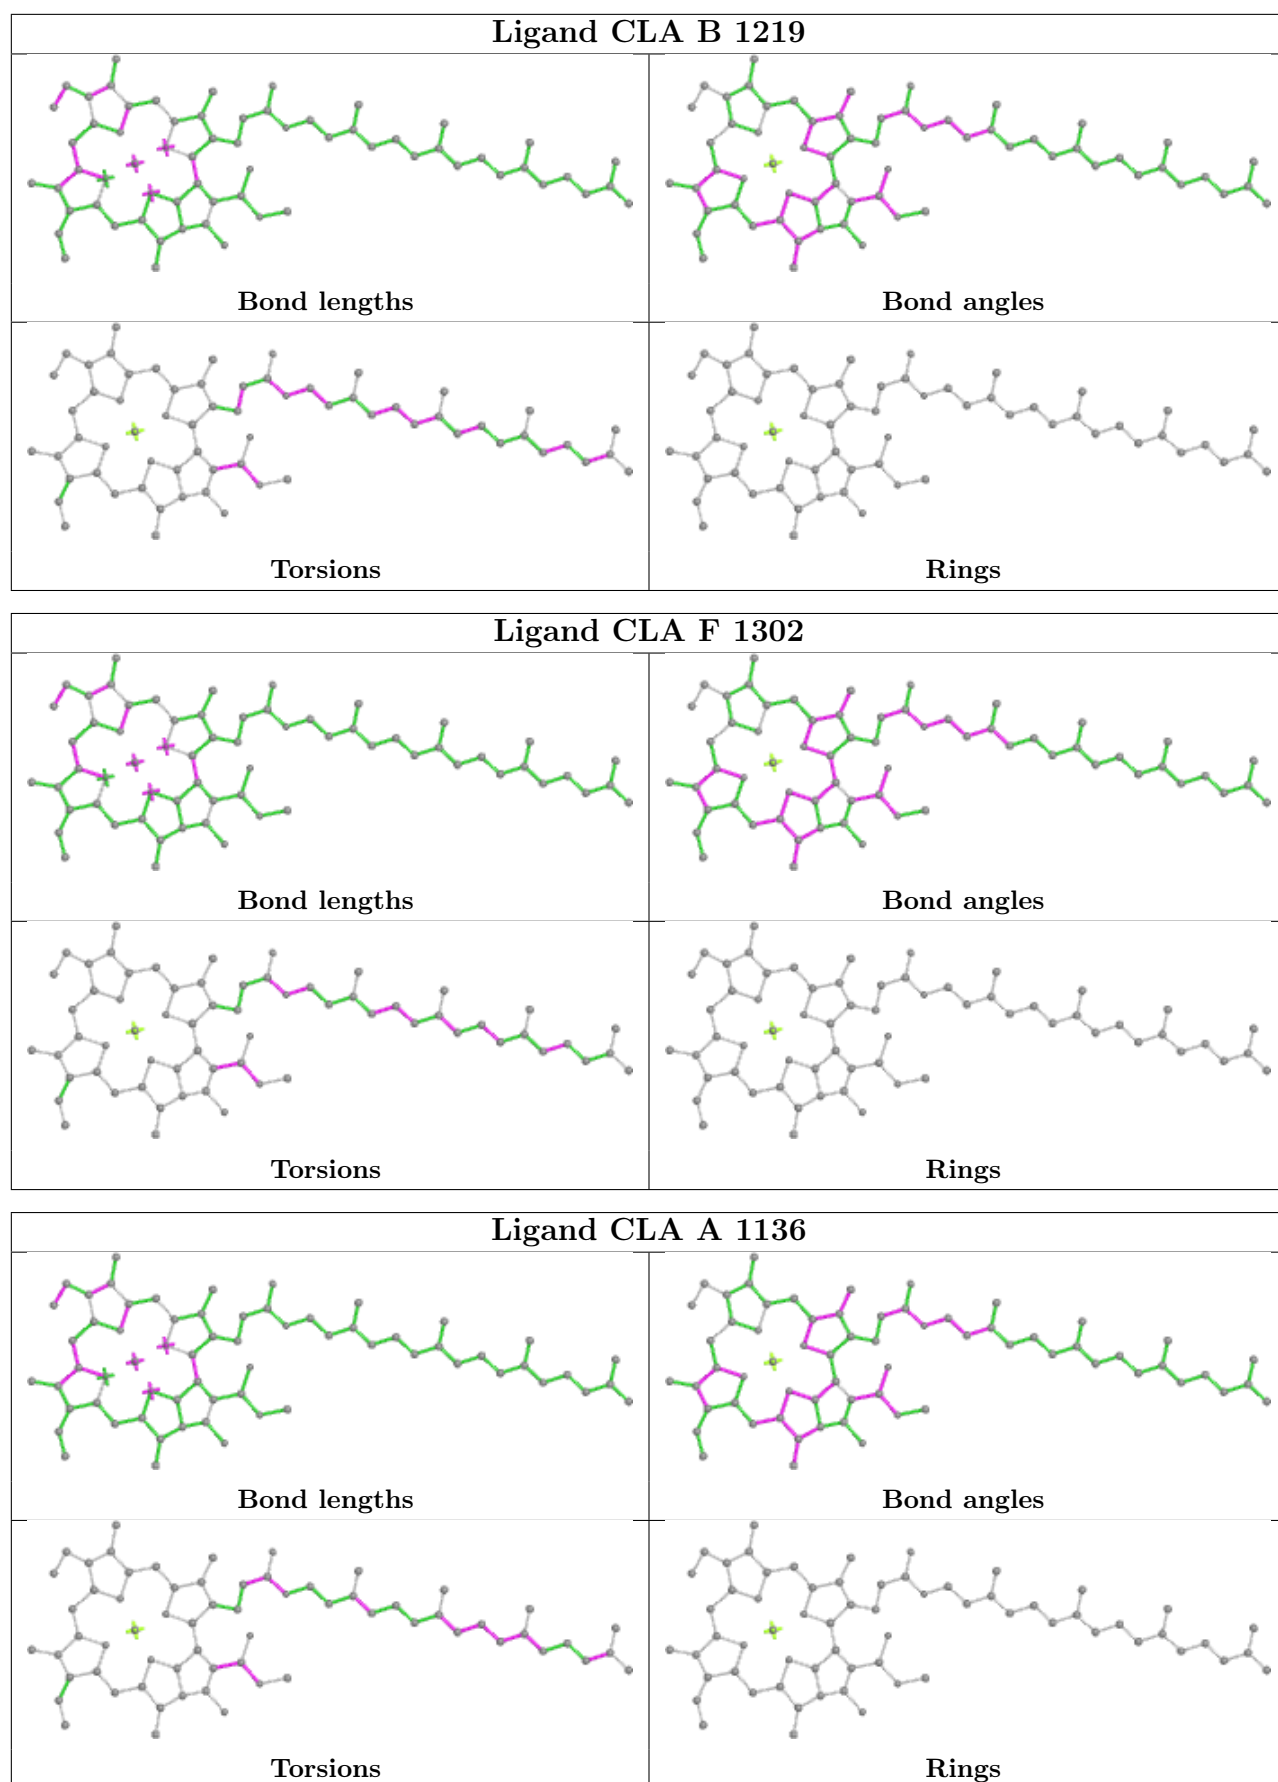 Ligand CLA B 1219
Bond lengths
Bond angles
Torsions
Rings
Ligand CLA F 1302
Bond lengths
Bond angles
Torsions
Rings
Ligand CLA A 1136
Bond lengths
Bond angles
Torsions
Rings